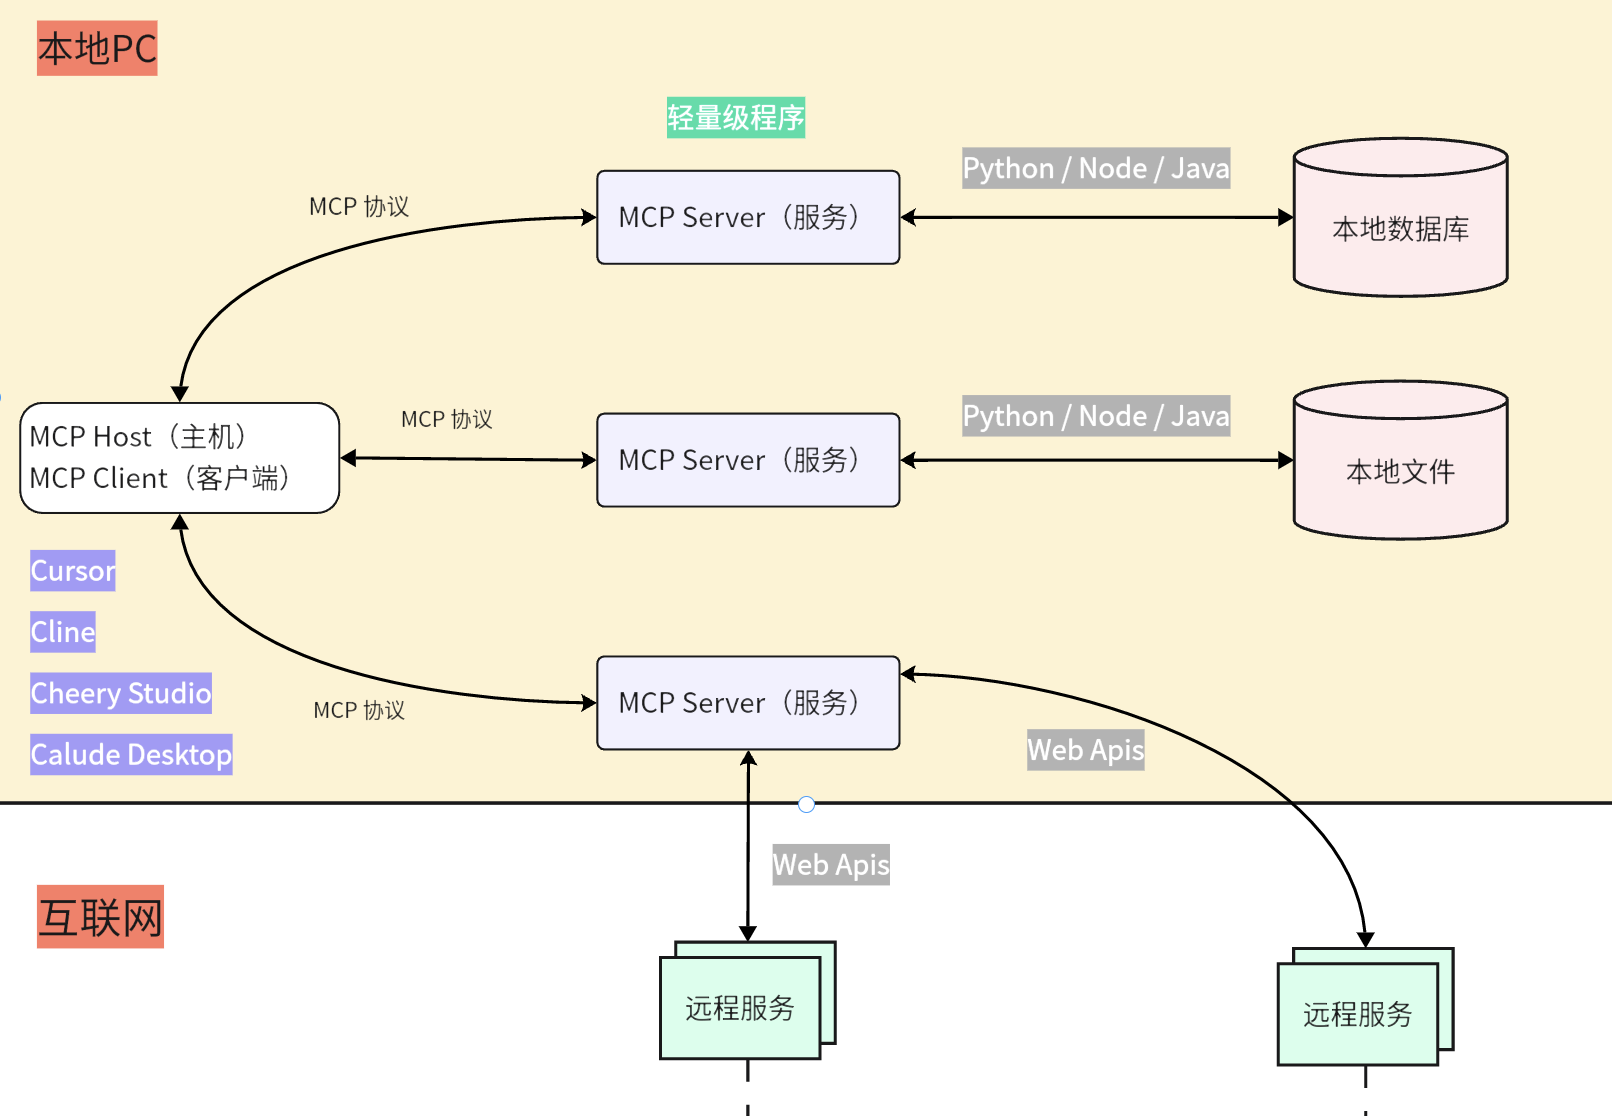 本地PC
轻量级程序
Python / Node / Java
MCP 协议
MCP Server（服务）
本地数据库
MCP 协议
Python / Node / Java
MCP Host（主机）
MCP Client（客户端）
MCP Server（服务）
本地文件
Cursor
Cline
Cheery Studio
Calude Desktop
MCP 协议
MCP Server（服务）
Web Apis
Web Apis
互联网
远程服务
远程服务